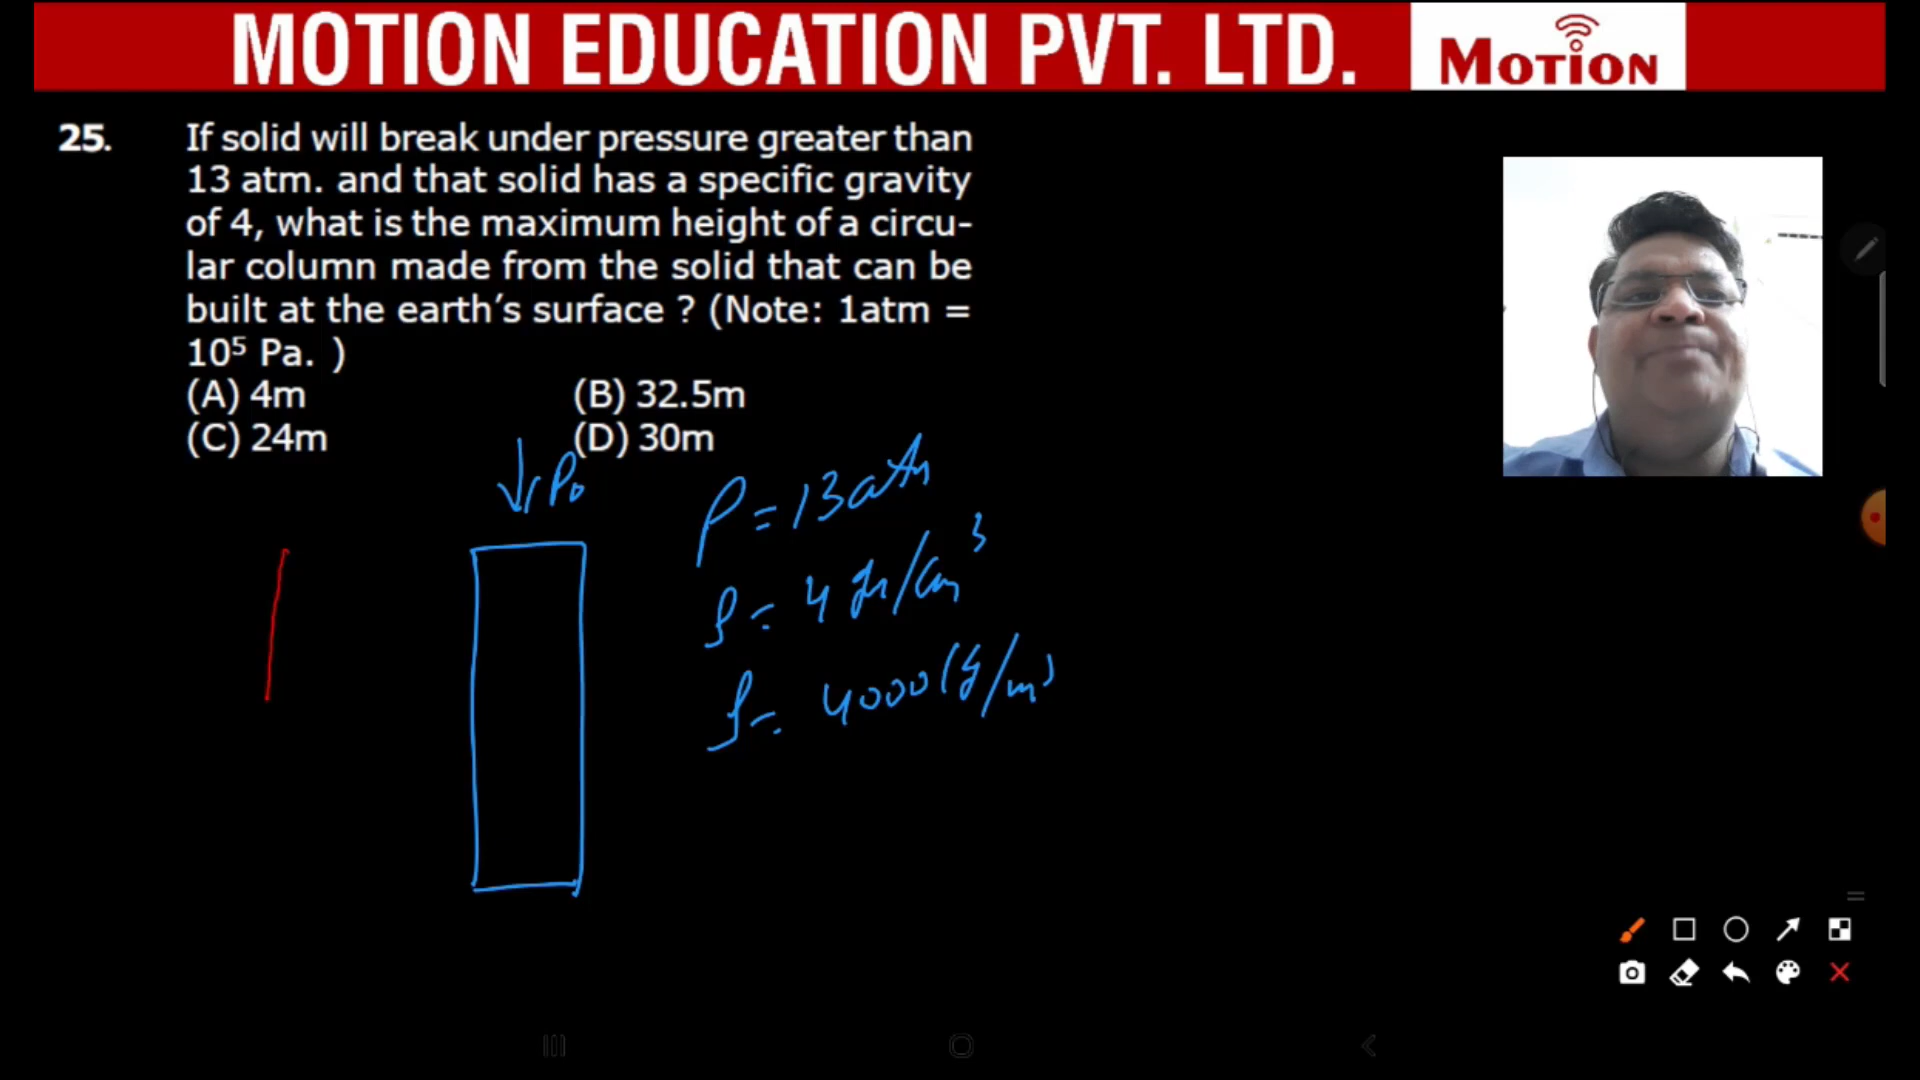 MOTION EDUCATION PVT. LTD.
MOTION
25. If solid will break under pressure greater than
13 atm. and that solid has a specific gravity
of 4, what is the maximum height of a circu-
lar column made from the solid that can be
built at the earth's surface ? (Note: 1atm =
10⁵ Pa. )
(A) 4m (B) 32.5m
(C) 24m (D) 30m
P₀
P = 13 atm
ρ = 4 gr/cm³
ρ = 4000 kg/m³